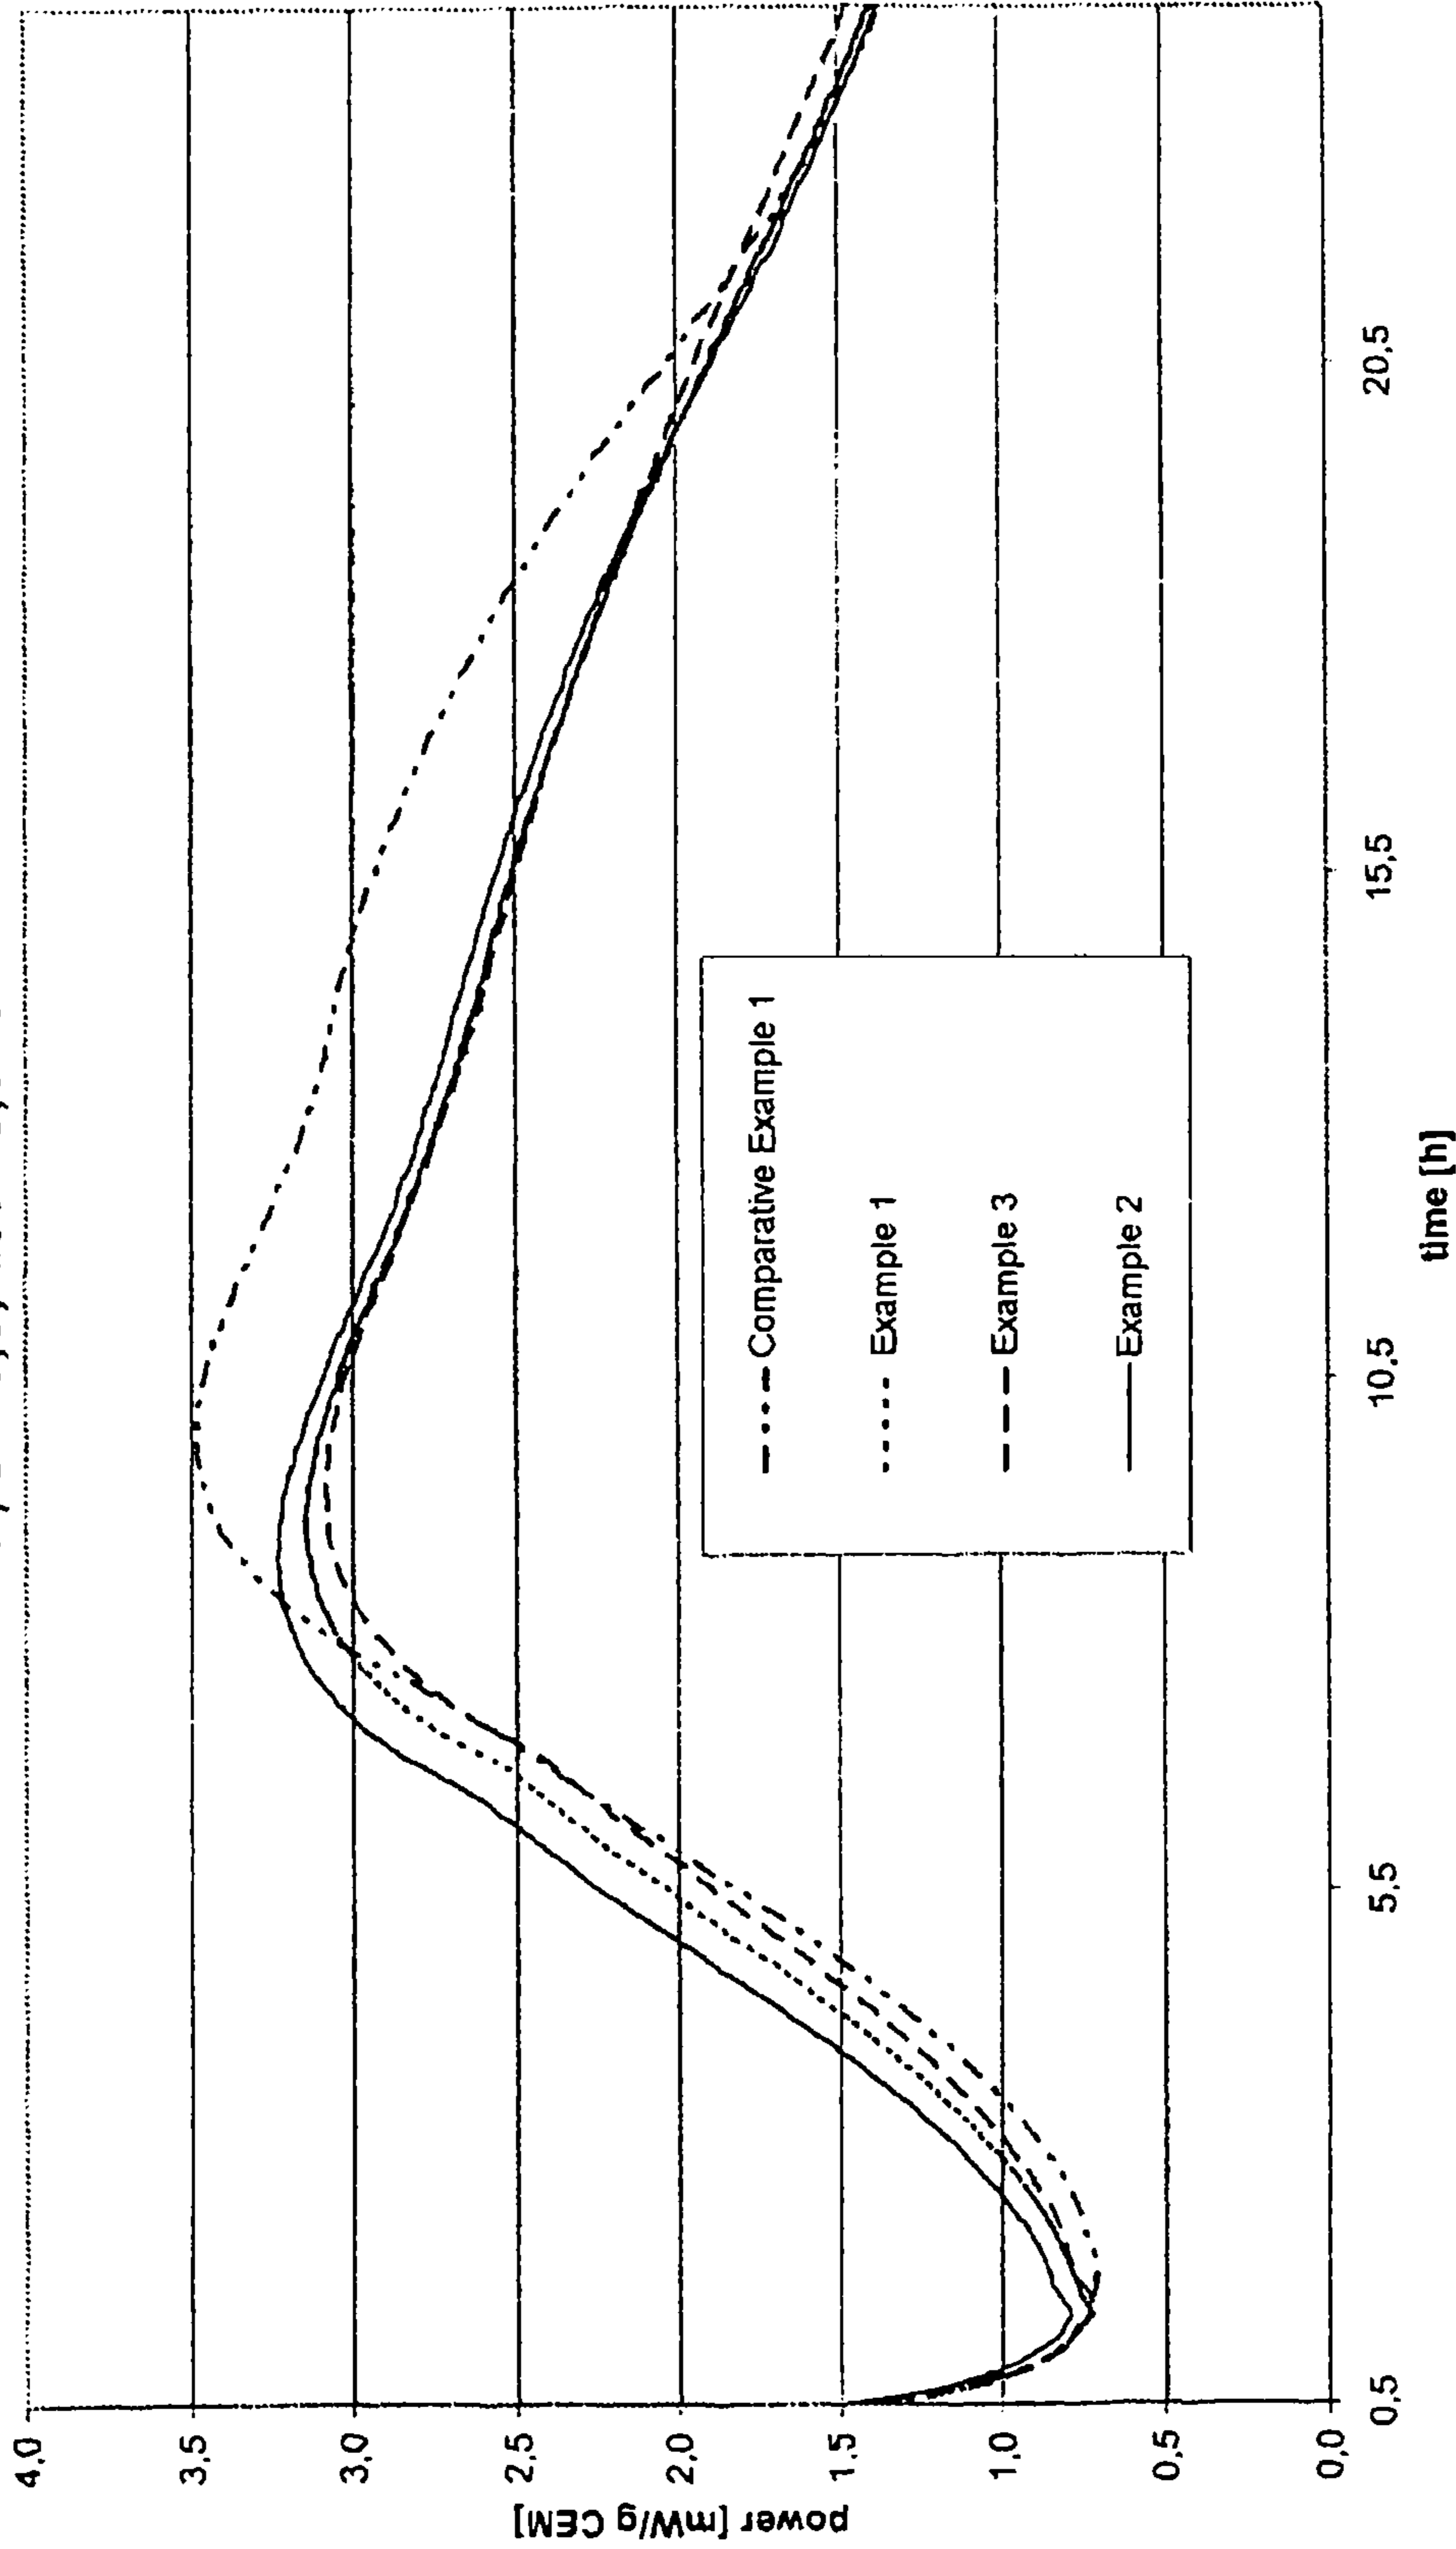 4,0
3,5
3,0
2,5
2,0
1,5
1,0
0,5
0,0
power [mW/g CEM]
Comparative Example 1
Example 1
Example 3
Example 2
0,5
5,5
10,5
15,5
20,5
time [h]